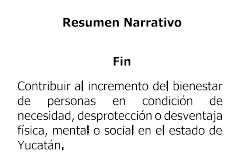 Resumen Narrativo
Fin
Contribuir al incremento del bienestar
de personas en condición de
necesidad, desprotección o desventaja
física, mental o social en el estado de
Yucatán.